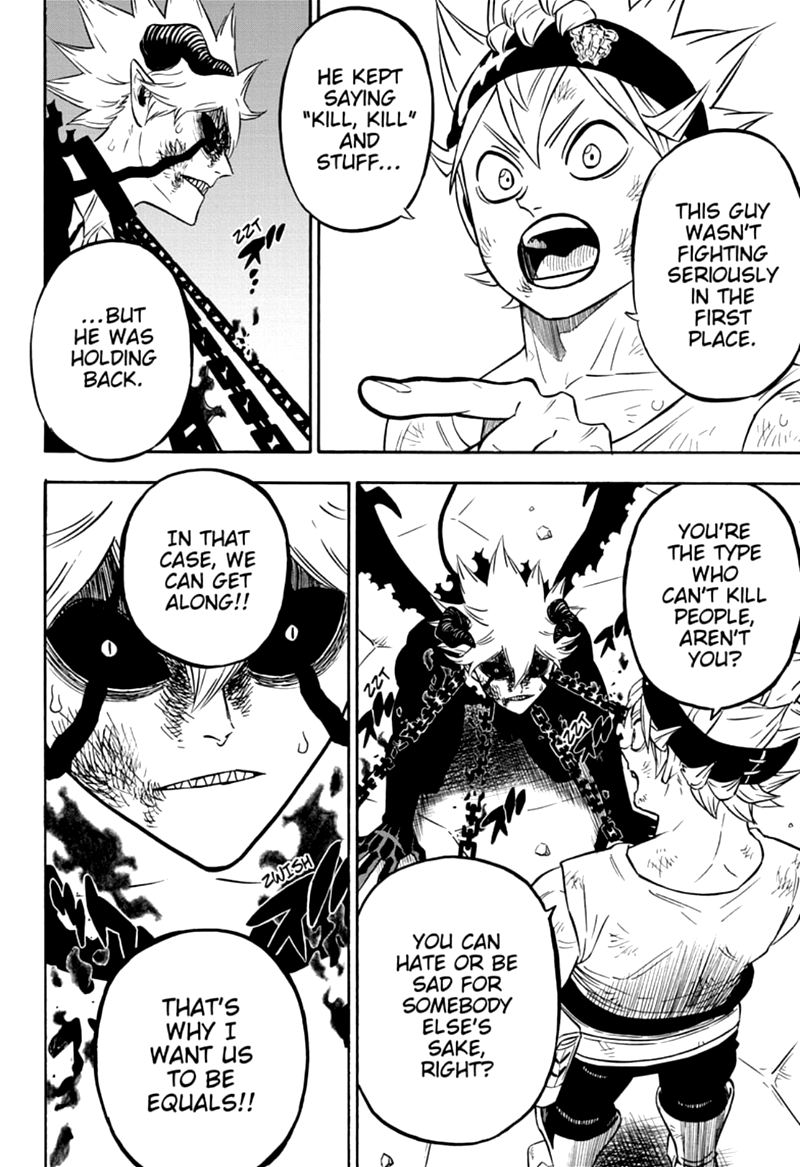 THIS GUY
WASN'T
FIGHTING
SERIOUSLY
IN THE
FIRST
PLACE.
HE KEPT
SAYING
"KILL, KILL"
AND
STUFF...
ZZT
...BUT
HE WAS
HOLDING
BACK.
YOU'RE
THE TYPE
WHO
CAN'T KILL
PEOPLE,
AREN'T
YOU?
ZZT
ZZT
YOU CAN
HATE OR BE
SAD FOR
SOMEBODY
ELSE'S
SAKE,
RIGHT?
IN THAT
CASE, WE
CAN GET
ALONG!!
ZWISH
THAT'S
WHY I
WANT US
TO BE
EQUALS!!